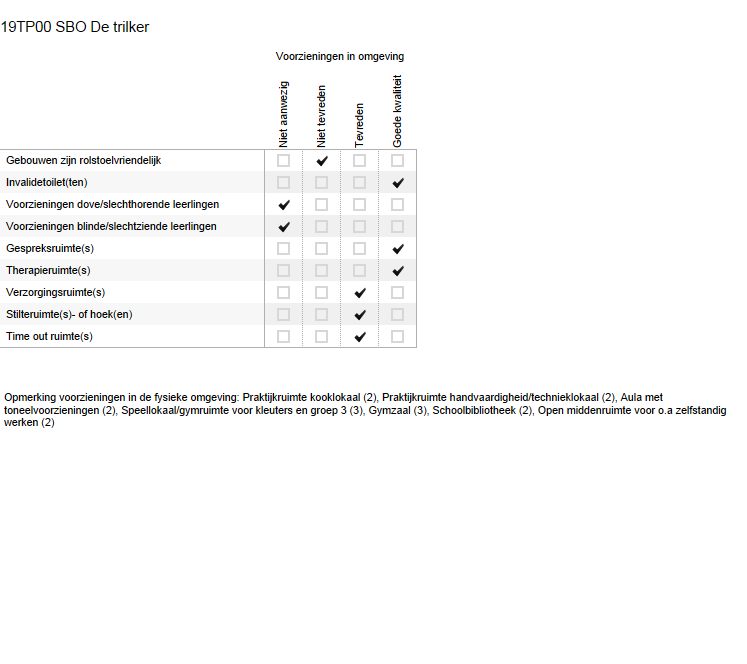 19TP00 SBO De trilker
Voorzieningen in omgeving
Niet aanwezig
Niet tevreden
Tevreden
Goede kwaliteit
Gebouwen zijn rolstoelvriendelijk
Invalidetoilet(ten)
Voorzieningen dove/slechthorende leerlingen
Voorzieningen blinde/slechtziende leerlingen
Gespreksruimte(s)
Therapieruimte(s)
Verzorgingsruimte(s)
Stilteruimte(s)- of hoek(en)
Time out ruimte(s)
Opmerking voorzieningen in de fysieke omgeving: Praktijkruimte kooklokaal (2), Praktijkruimte handvaardigheid/technieklokaal (2), Aula met
toneelvoorzieningen (2), Speellokaal/gymruimte voor kleuters en groep 3 (3), Gymzaal (3), Schoolbibliotheek (2), Open middenruimte voor o.a zelfstandig
werken (2)